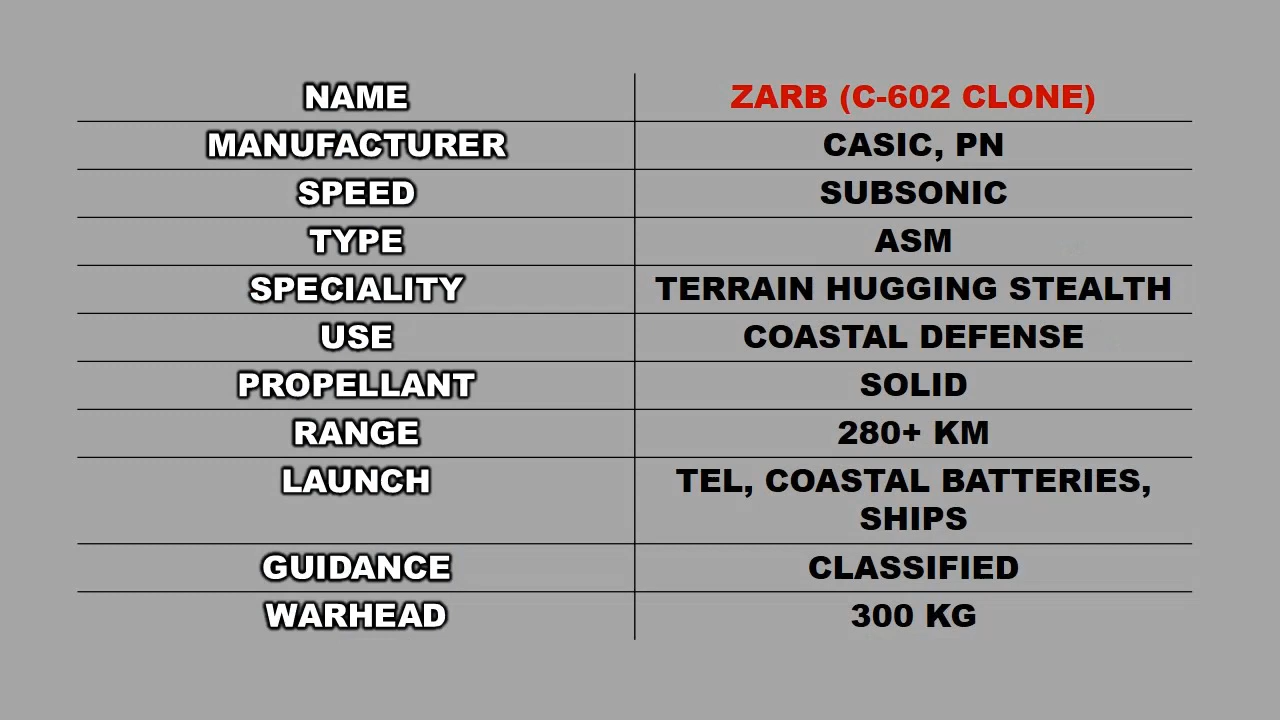 NAME ZARB (C-602 CLONE)
MANUFACTURER CASIC, PN
SPEED SUBSONIC
TYPE ASM
SPECIALITY TERRAIN HUGGING STEALTH
USE COASTAL DEFENSE
PROPELLANT SOLID
RANGE 280+ KM
LAUNCH TEL, COASTAL BATTERIES,
SHIPS
GUIDANCE CLASSIFIED
WARHEAD 300 KG